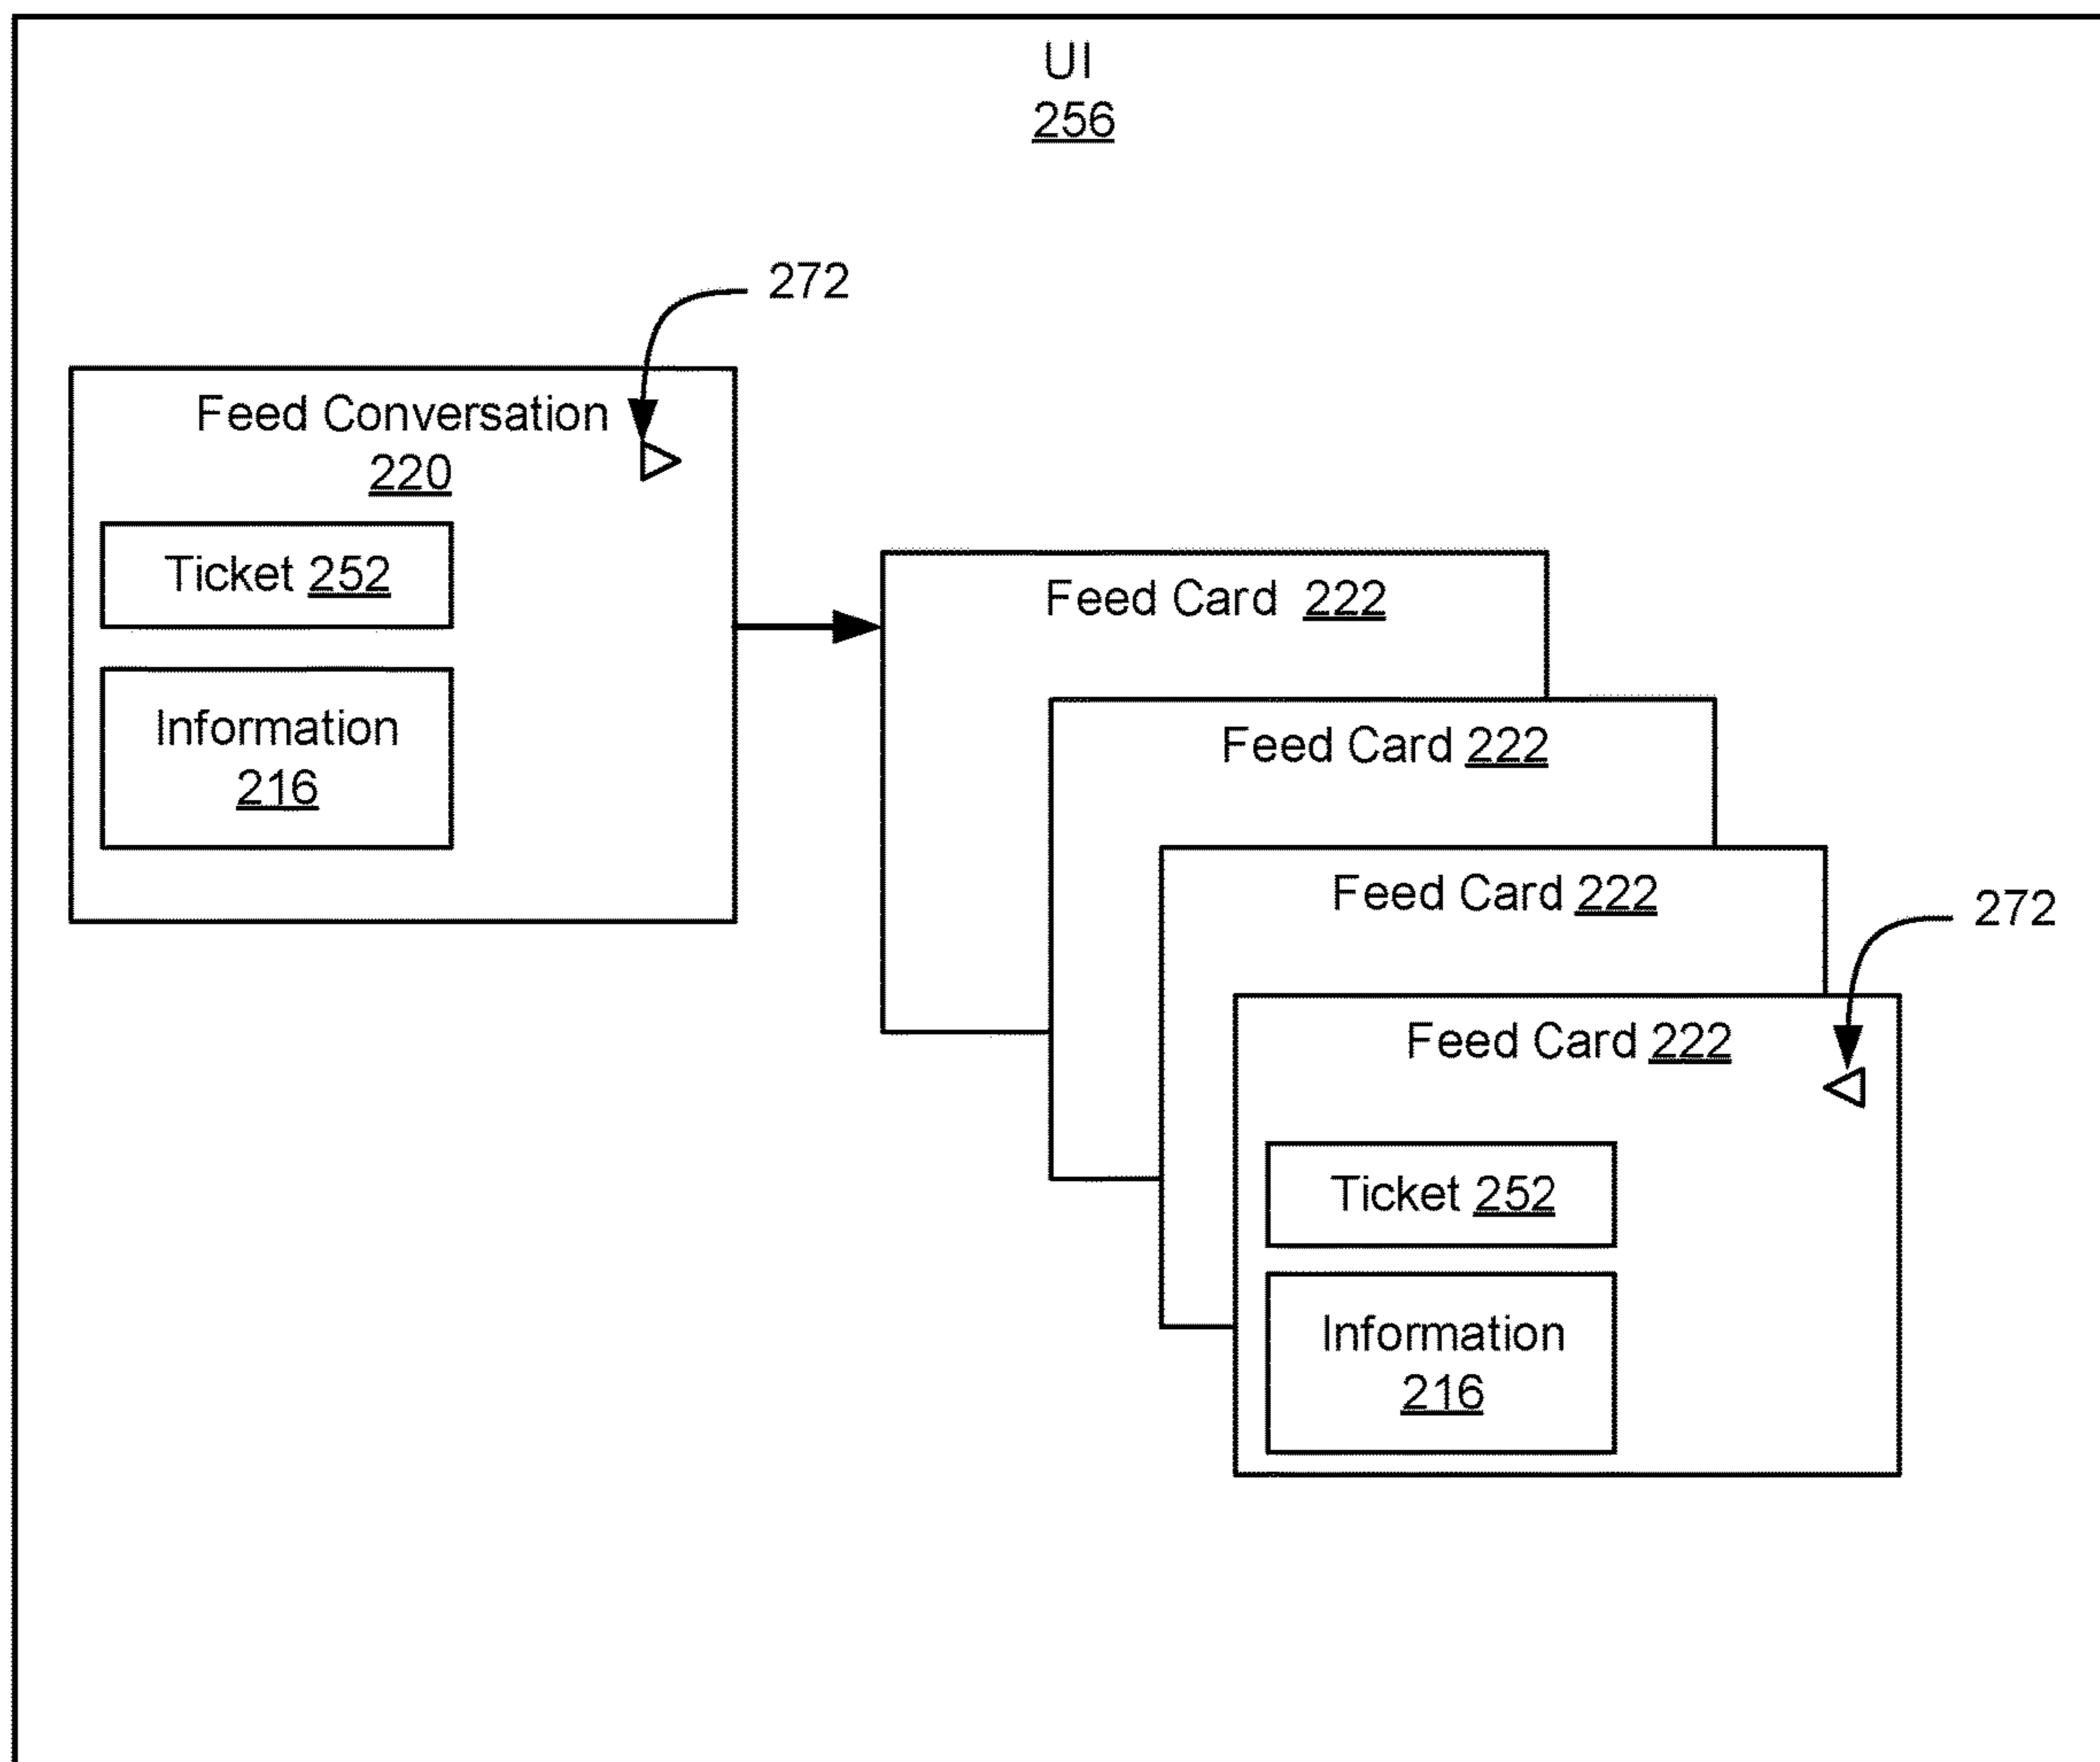 UI
256
272
Feed Conversation
220
Ticket 252
Information
216
Feed Card 222
Feed Card 222
Feed Card 222
272
Feed Card 222
Ticket 252
Information
216